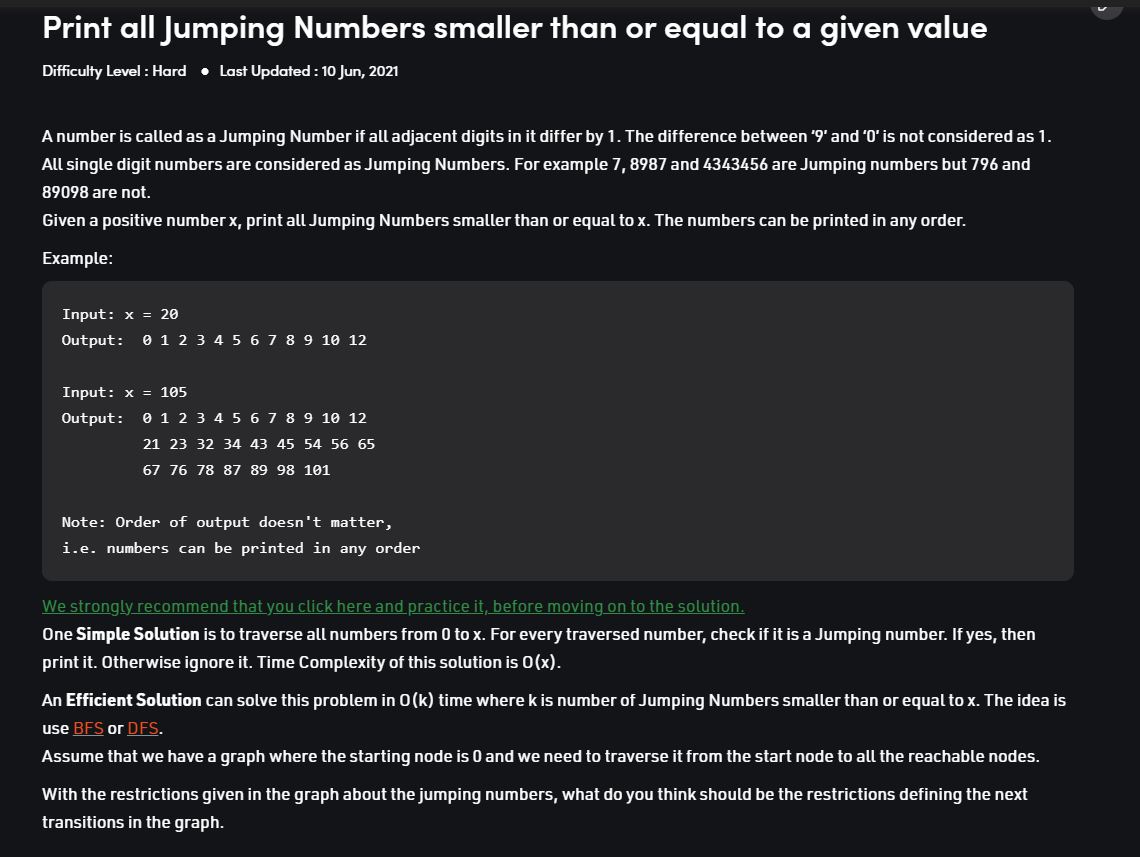 Print all Jumping Numbers smaller than or equal to a given value
Difficulty Level : Hard ● Last Updated : 10 Jun, 2021
A number is called as a Jumping Number if all adjacent digits in it differ by 1. The difference between ‘9’ and ‘0’ is not considered as 1.
All single digit numbers are considered as Jumping Numbers. For example 7, 8987 and 4343456 are Jumping numbers but 796 and
89098 are not.
Given a positive number x, print all Jumping Numbers smaller than or equal to x. The numbers can be printed in any order.
Example:
Input: x = 20
Output:  0 1 2 3 4 5 6 7 8 9 10 12
Input: x = 105
Output:  0 1 2 3 4 5 6 7 8 9 10 12
21 23 32 34 43 45 54 56 65
67 76 78 87 89 98 101
Note: Order of output doesn't matter,
i.e. numbers can be printed in any order
We strongly recommend that you click here and practice it, before moving on to the solution.
One Simple Solution is to traverse all numbers from 0 to x. For every traversed number, check if it is a Jumping number. If yes, then
print it. Otherwise ignore it. Time Complexity of this solution is O(x).
An Efficient Solution can solve this problem in O(k) time where k is number of Jumping Numbers smaller than or equal to x. The idea is
use BFS or DFS.
Assume that we have a graph where the starting node is 0 and we need to traverse it from the start node to all the reachable nodes.
With the restrictions given in the graph about the jumping numbers, what do you think should be the restrictions defining the next
transitions in the graph.